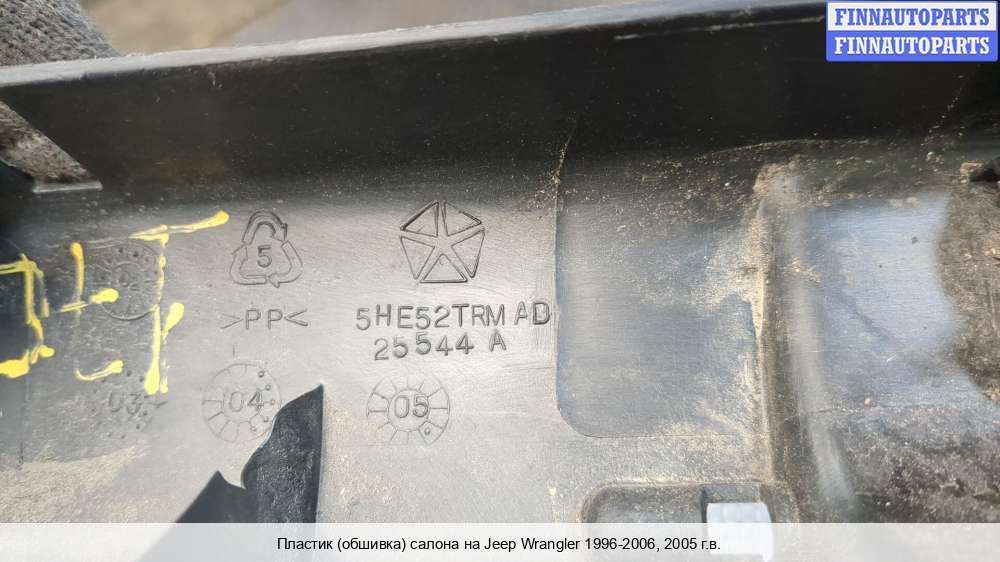 FINNAUTOPARTS
FINNAUTOPARTS
5
>PP<
5HE52TRM AD
25544 A
03
04
05
Пластик (обшивка) салона на Jeep Wrangler 1996-2006, 2005 г.в.